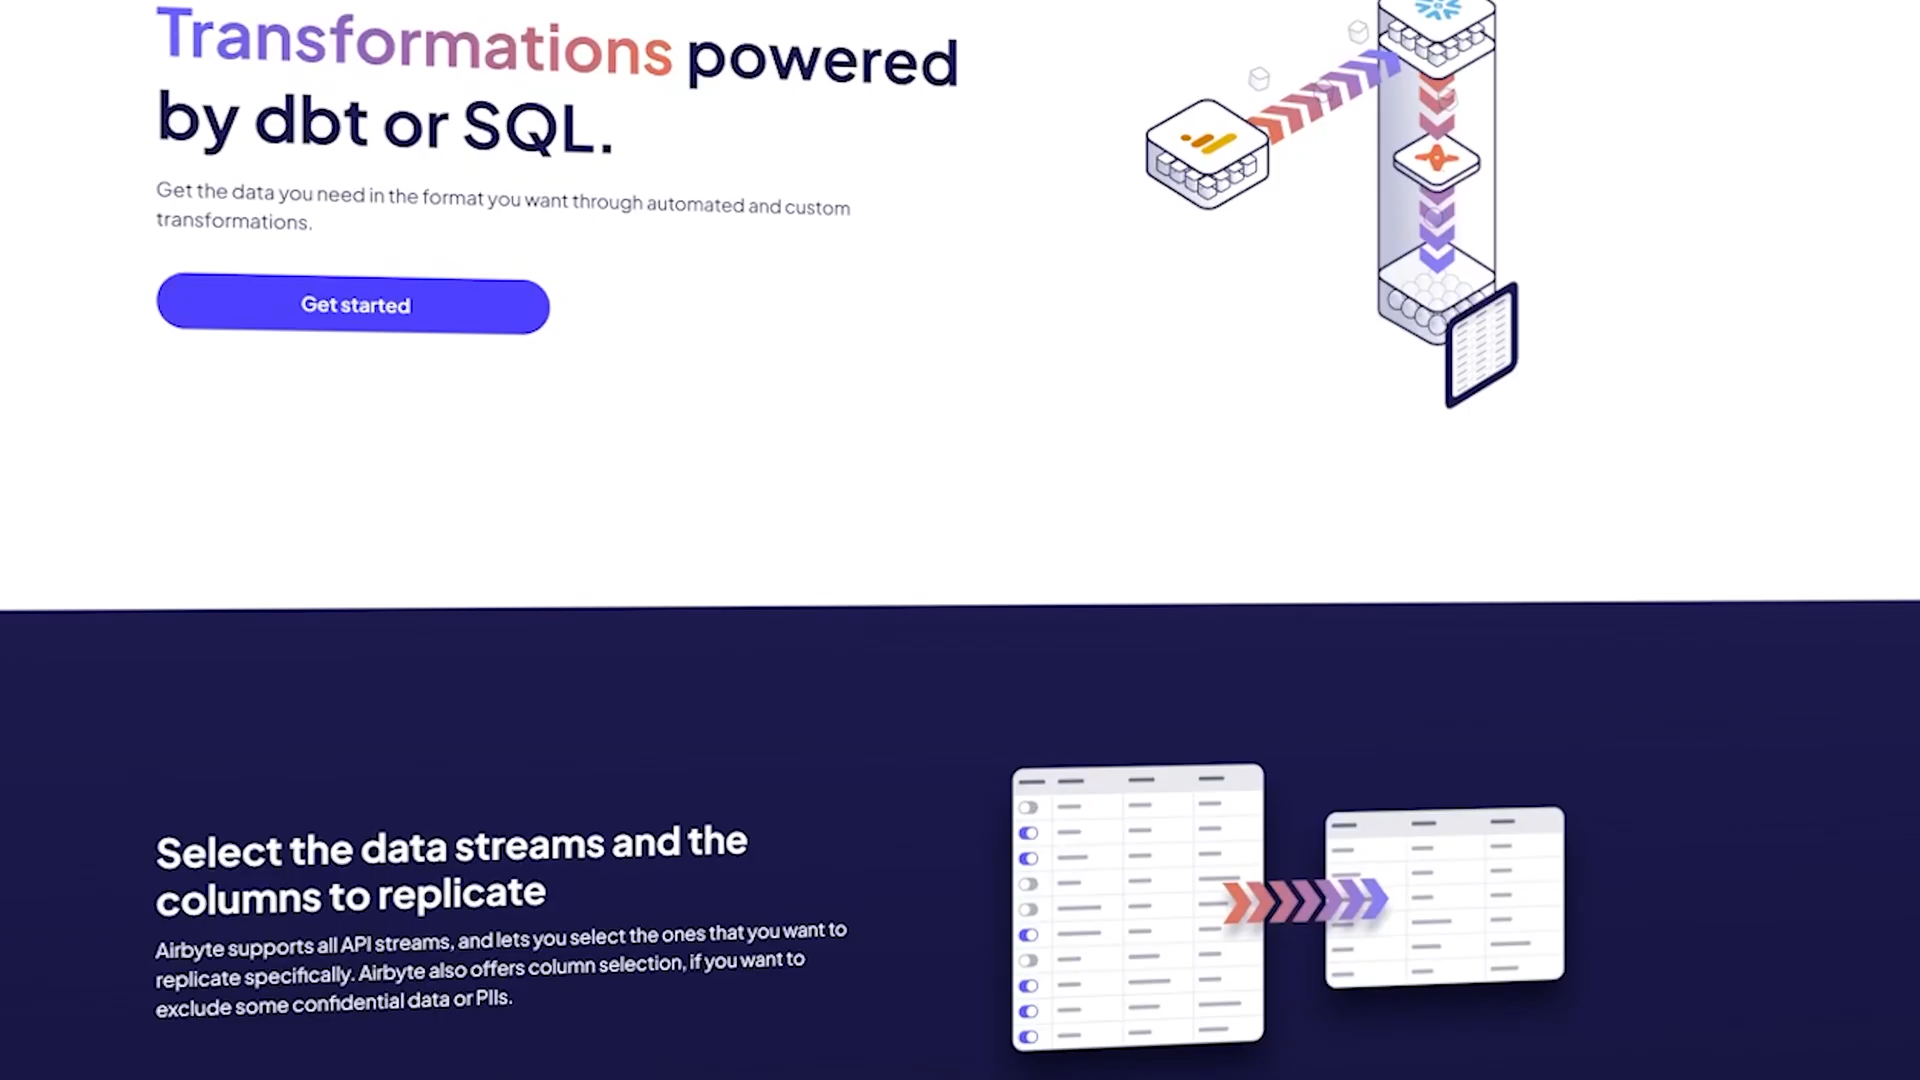 Transformations powered
by dbt or SQL.
Get the data you need in the format you want through automated and custom
transformations.
Get started
Select the data streams and the
columns to replicate
Airbyte supports all API streams, and lets you select the ones that you want to
replicate specifically. Airbyte also offers column selection, if you want to
exclude some confidential data or PIIs.